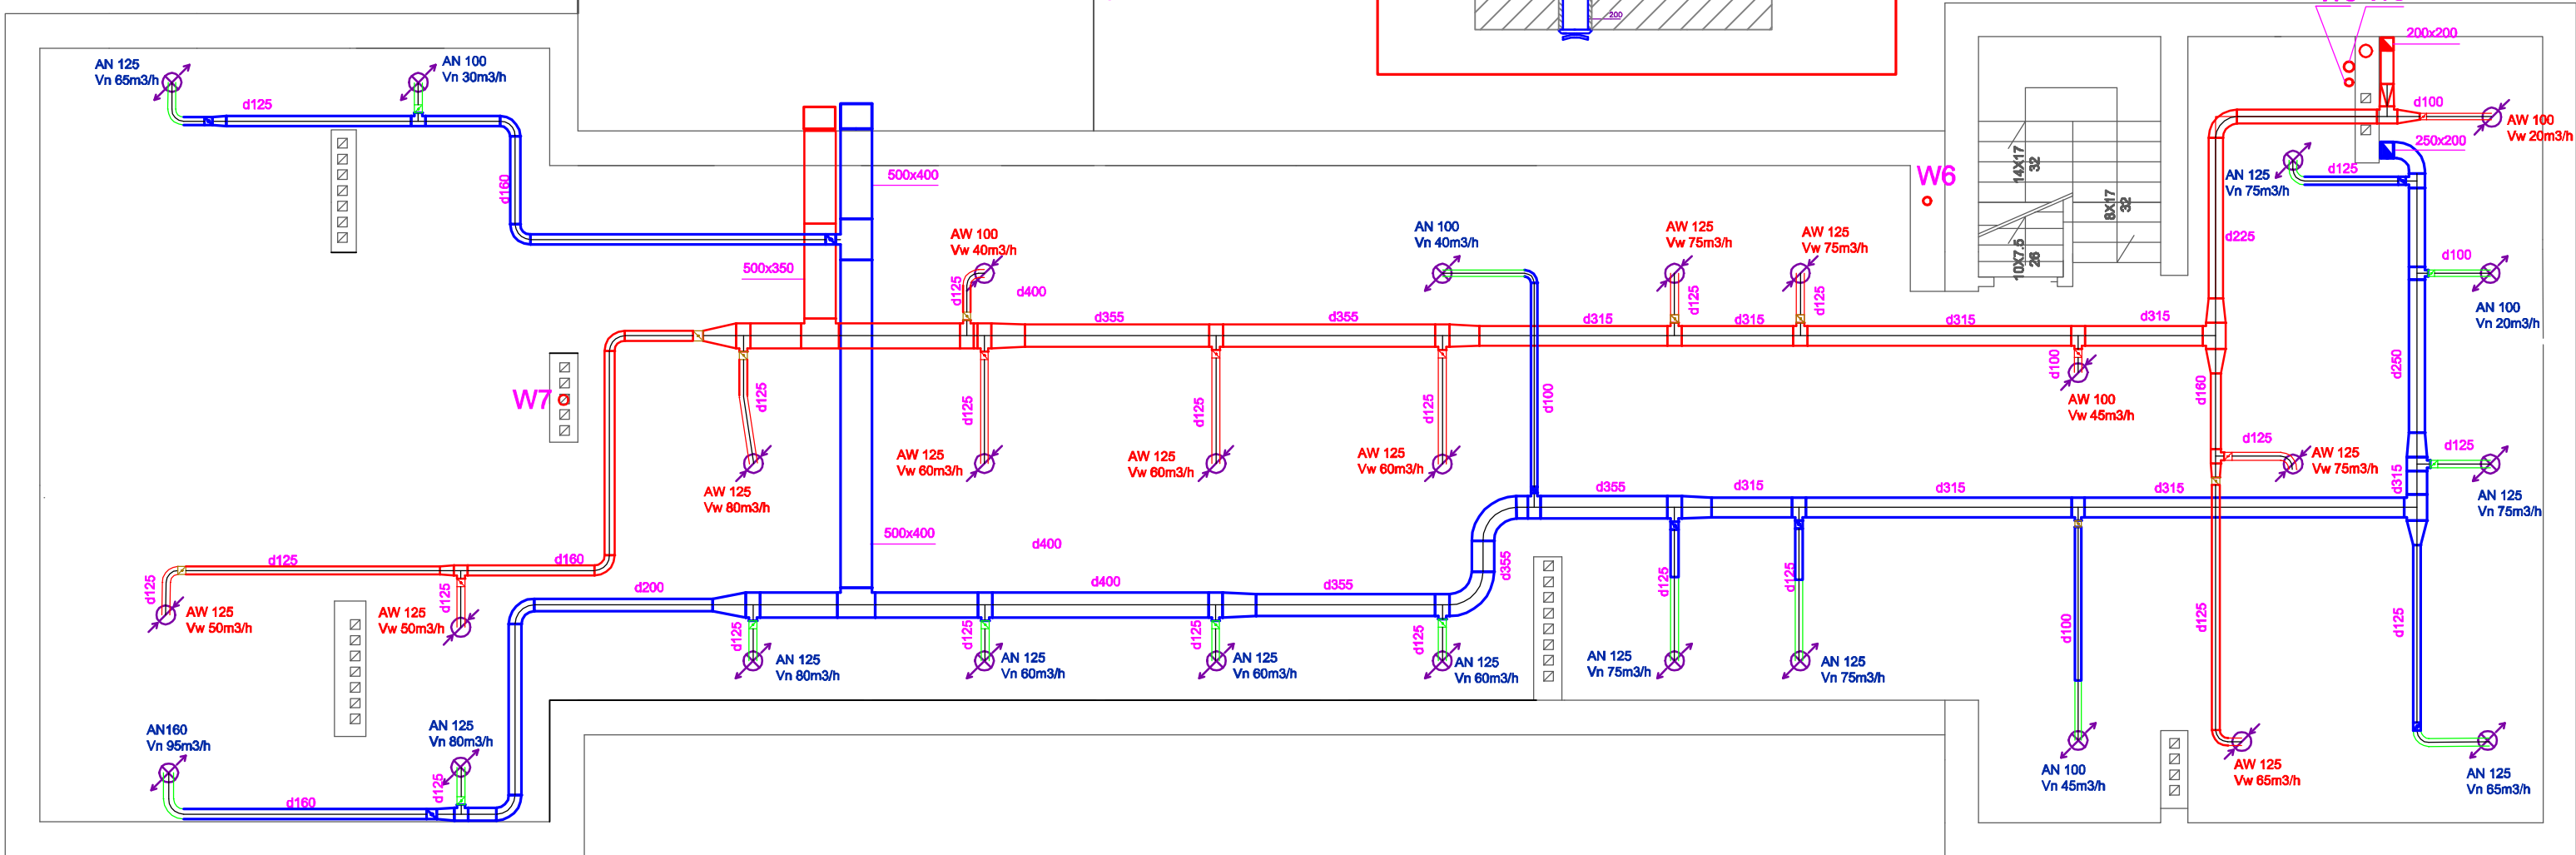 200
200x200
AN 125
Vn 65m3/h
AN 100
Vn 30m3/h
d125
d100
AW 100
Vw 20m3/h
250x200
d125
AN 125
Vn 75m3/h
14X17
32
8X17
32
10X7.5
26
W6
d160
500x400
500x350
AW 100
Vw 40m3/h
d125
d400
AN 100
Vn 40m3/h
AW 125
Vw 75m3/h
d125
AW 125
Vw 75m3/h
d125
d225
d100
AN 100
Vn 20m3/h
d355
d355
d315
d315
d315
d315
d100
AW 100
Vw 45m3/h
d160
d250
W7
d125
AW 125
Vw 80m3/h
d125
AW 125
Vw 60m3/h
d125
AW 125
Vw 60m3/h
d125
AW 125
Vw 60m3/h
d100
d125
AW 125
Vw 75m3/h
d125
d315
AN 125
Vn 75m3/h
500x400
d400
d355
d315
d315
d315
d125
d125
AW 125
Vw 50m3/h
d160
d125
AW 125
Vw 50m3/h
d200
d400
d355
d355
d125
AN 125
Vn 80m3/h
d125
AN 125
Vn 60m3/h
d125
AN 125
Vn 60m3/h
d125
AN 125
Vn 60m3/h
d125
AN 125
Vn 75m3/h
d125
AN 125
Vn 75m3/h
d100
AN 100
Vn 45m3/h
d125
AW 125
Vw 65m3/h
d125
AN 125
Vn 65m3/h
AN160
Vn 95m3/h
AN 125
Vn 80m3/h
d125
d160